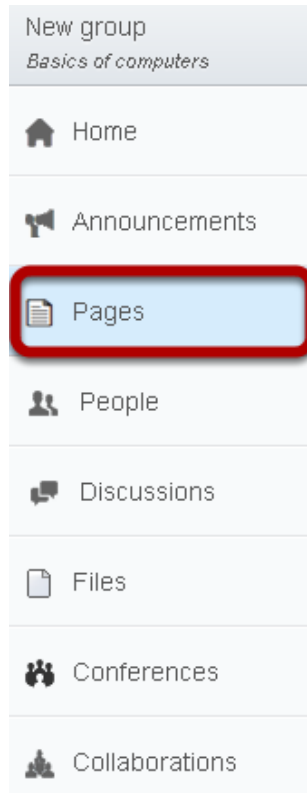 New group
Basics of computers
Home
Announcements
Pages
People
Discussions
Files
Conferences
Collaborations